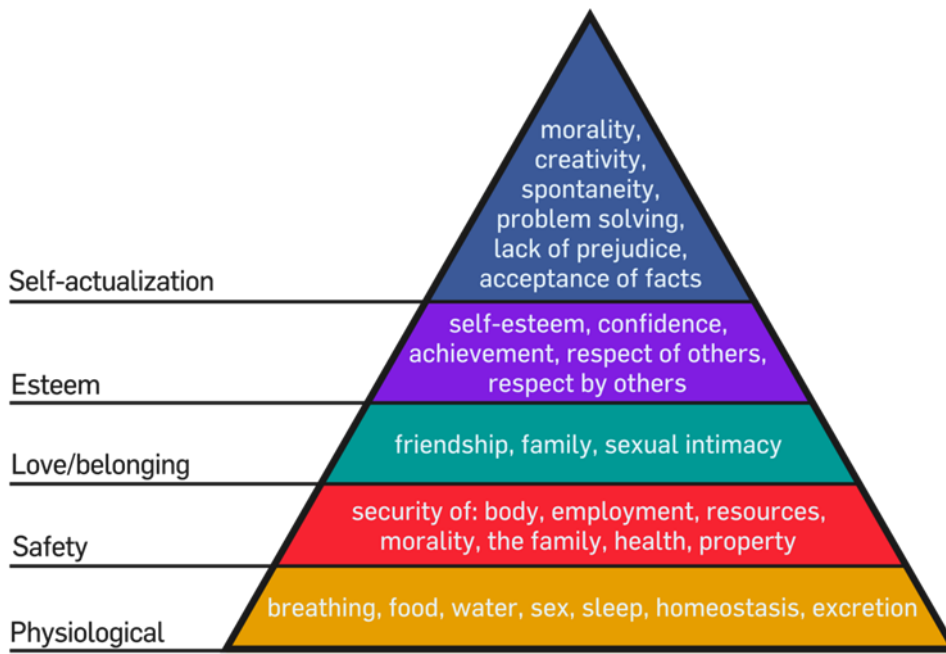 morality,
creativity,
spontaneity,
problem solving,
lack of prejudice,
acceptance of facts
Self-actualization
self-esteem, confidence,
achievement, respect of others,
respect by others
Esteem
friendship, family, sexual intimacy
Love/belonging
security of: body, employment, resources,
morality, the family, health, property
Safety
breathing, food, water, sex, sleep, homeostasis, excretion
Physiological